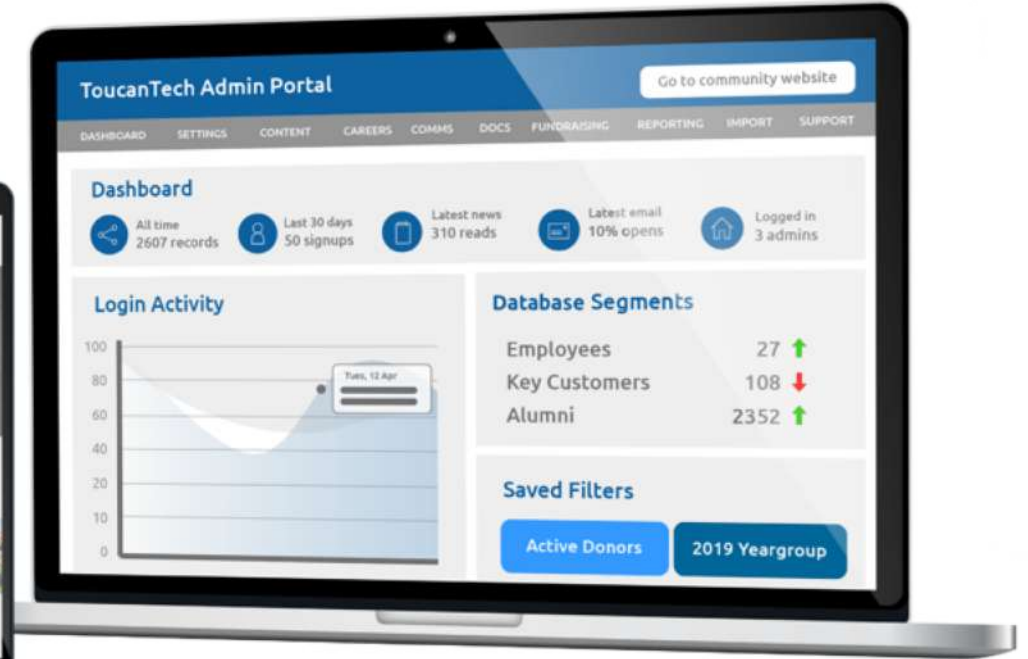 ToucanTech Admin Portal
Go to community website
DASHBOARD SETTINGS CONTENT CAREERS COMMS DOCS FUNDRAISING REPORTING IMPORT SUPPORT
Dashboard
All time
2607 records
Last 30 days
50 signups
Latest news
310 reads
Latest email
10% opens
Logged in
3 admins
Login Activity
100
80
60
40
20
10
0
Tues, 12 Apr
Database Segments
Employees 27
Key Customers 108
Alumni 2352
Saved Filters
Active Donors
2019 Yeargroup